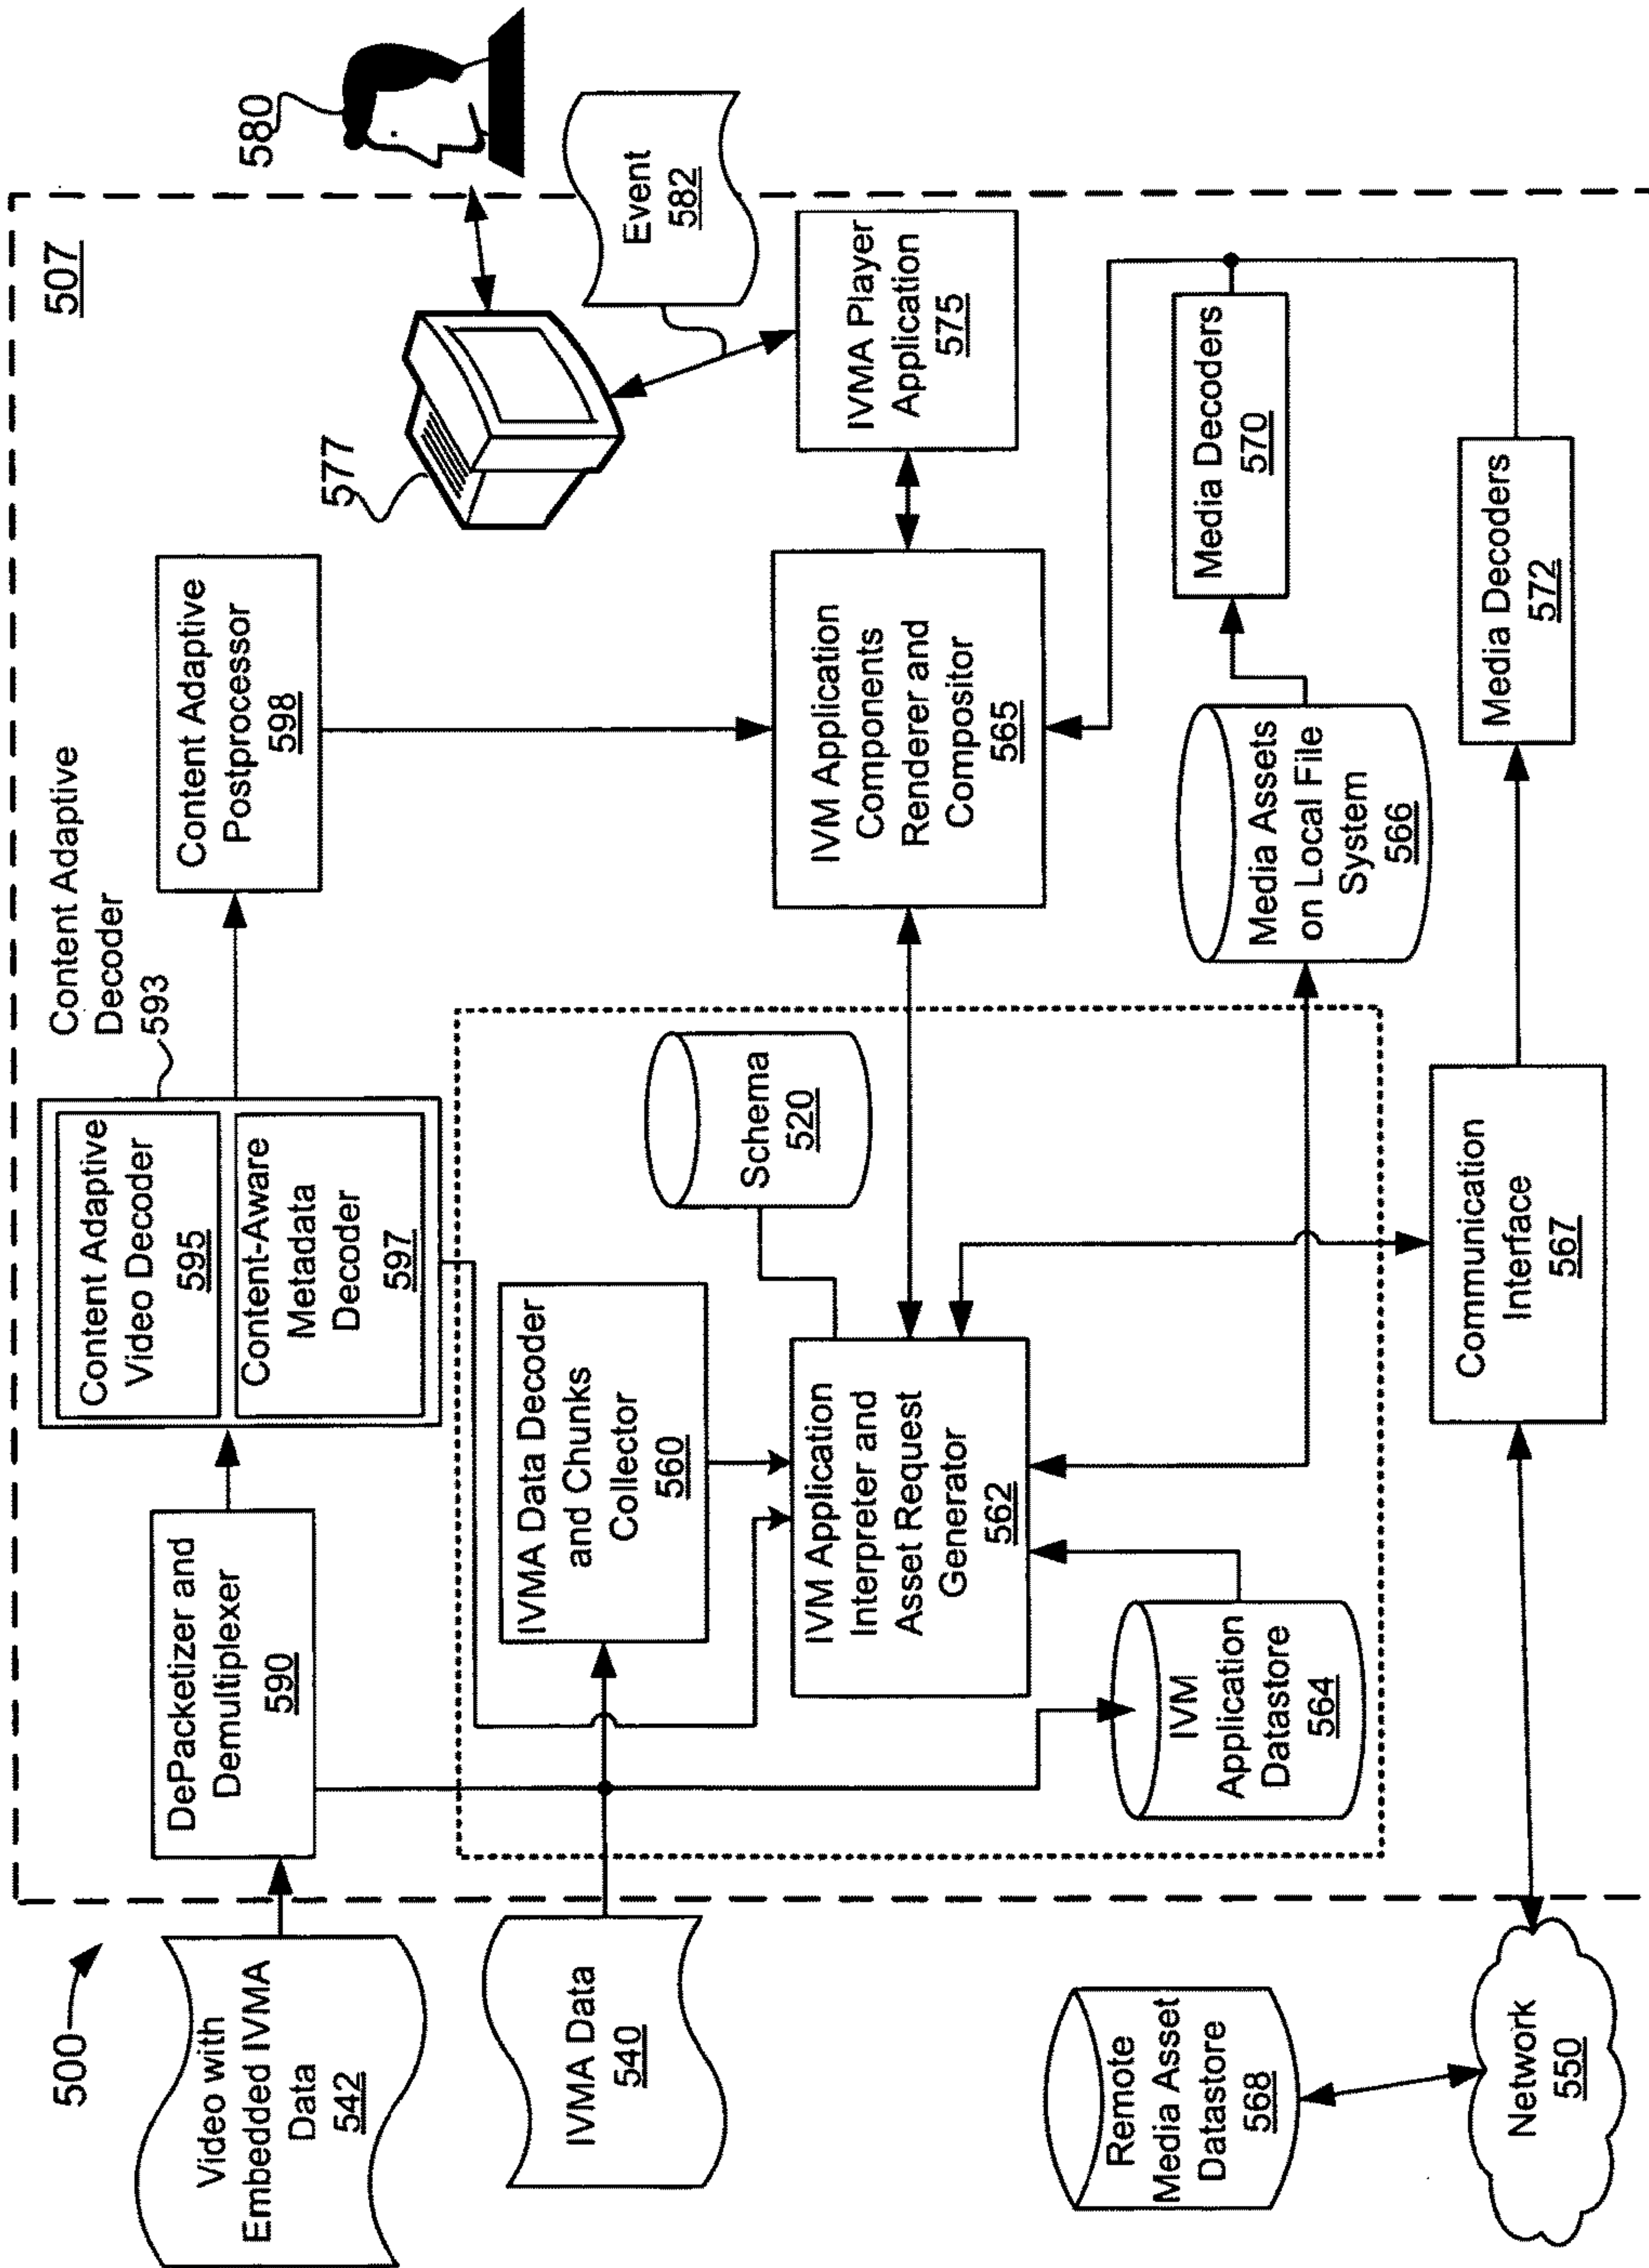 500
Video with
Embedded IVMA
Data
542
IVMA Data
540
Remote
Media Asset
Datastore
568
Network
550
507
DePacketizer and
Demultiplexer
590
Content Adaptive
Decoder
593
Content Adaptive
Video Decoder
595
Content-Aware
Metadata
Decoder
597
Content Adaptive
Postprocessor
598
577
580
Event
582
IVMA Data Decoder
and Chunks
Collector
560
Schema
520
IVM Application
Interpreter and
Asset Request
Generator
562
IVM
Application
Datastore
564
IVM Application
Components
Renderer and
Compositor
565
IVMA Player
Application
575
Media Assets
on Local File
System
566
Media Decoders
570
Communication
Interface
567
Media Decoders
572